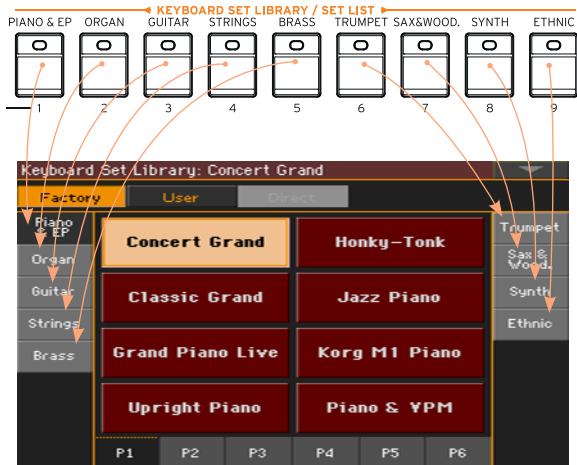 KEYBOARD SET LIBRARY / SET LIST
PIANO & EP ORGAN GUITAR STRINGS BRASS TRUMPET SAX&WOOD. SYNTH ETHNIC
1 2 3 4 5 6 7 8 9
Keyboard Set Library: Concert Grand
Factory User Direct
Piano
& EP
Organ
Guitar
Strings
Brass
Concert Grand Honky-Tonk
Classic Grand Jazz Piano
Grand Piano Live Korg M1 Piano
Upright Piano Piano & ¥PM
Trumpet
Sax &
Wood.
Synth
Ethnic
P1 P2 P3 P4 P5 P6